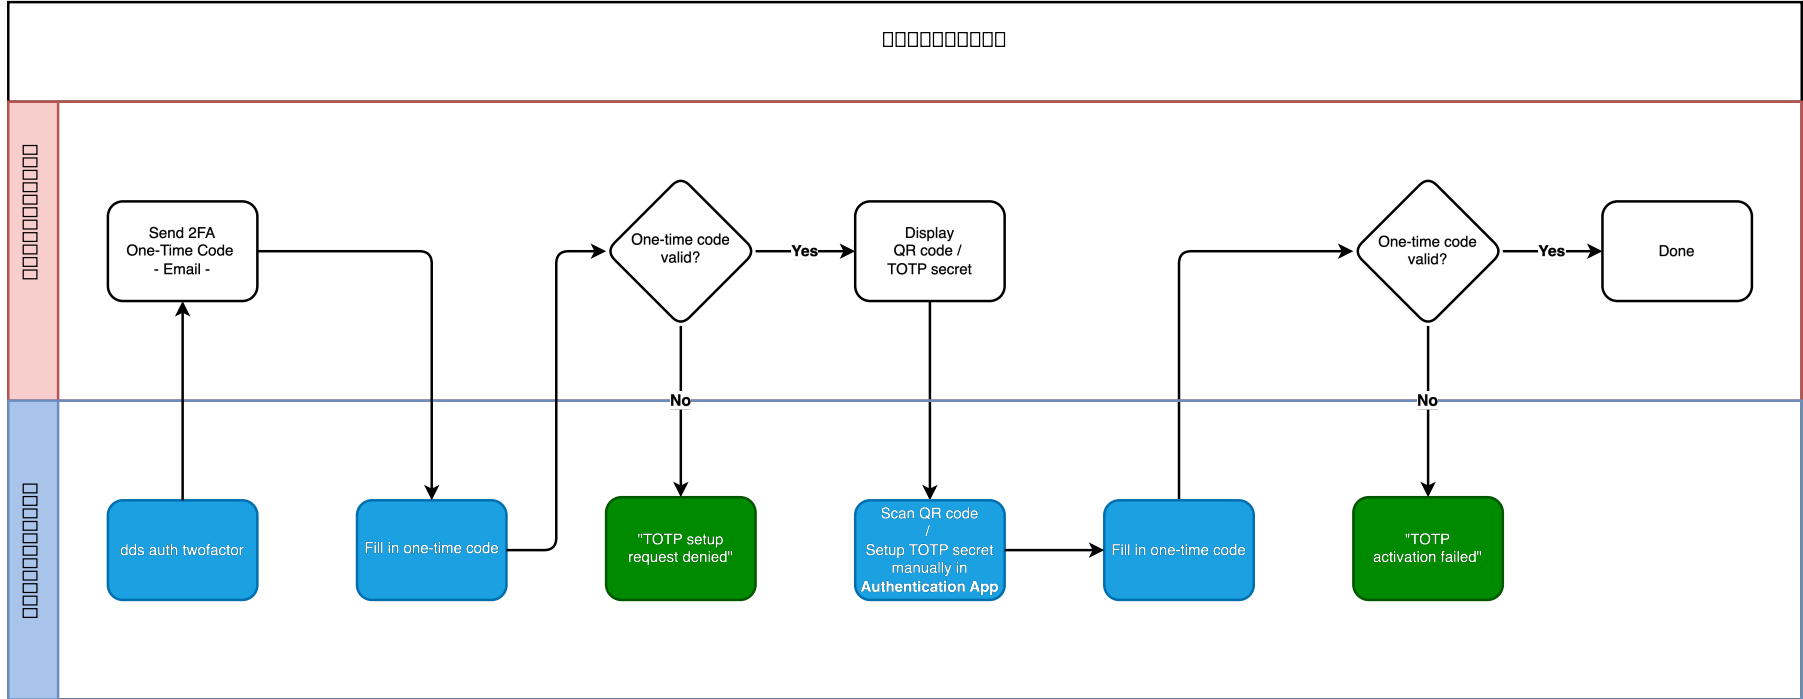 Send 2FA
One-Time Code
- Email -
One-time code
valid?
Yes
Display
QR code /
TOTP secret
One-time code
valid?
Yes
Done
No
No
dds auth twofactor
Fill in one-time code
"TOTP setup
request denied"
Scan QR code
/
Setup TOTP secret
manually in
Authentication App
Fill in one-time code
"TOTP
activation failed"